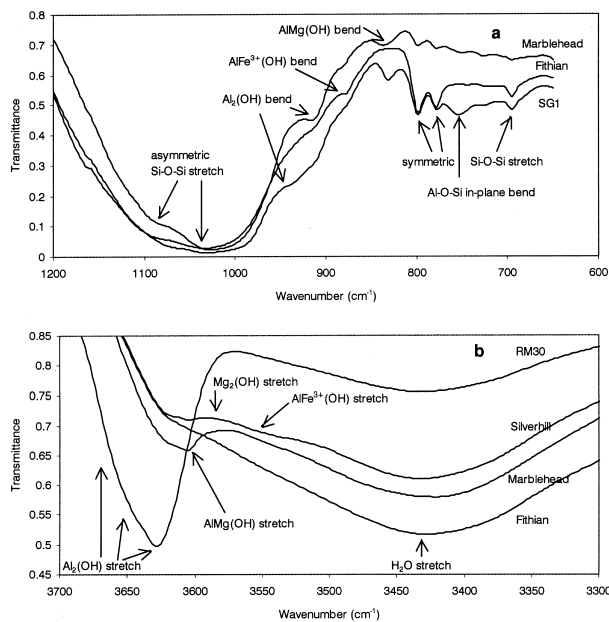 0.8
0.7
0.6
0.5
0.4
0.3
0.2
0.1
0
Transmittance
a
AlMg(OH) bend
Marblehead
AlFe³⁺(OH) bend
Fithian
Al₂(OH) bend
SG1
asymmetric
Si-O-Si stretch
symmetric
Si-O-Si stretch
Al-O-Si in-plane bend
1200 1100 1000 900 800 700 600
Wavenumber (cm⁻¹)
0.85
0.8
0.75
0.7
0.65
0.6
0.55
0.5
0.45
Transmittance
b
RM30
Mg₂(OH) stretch
AlFe³⁺(OH) stretch
Silverhill
Marblehead
AlMg(OH) stretch
Fithian
Al₂(OH) stretch
H₂O stretch
3700 3650 3600 3550 3500 3450 3400 3350 3300
Wavenumber (cm⁻¹)